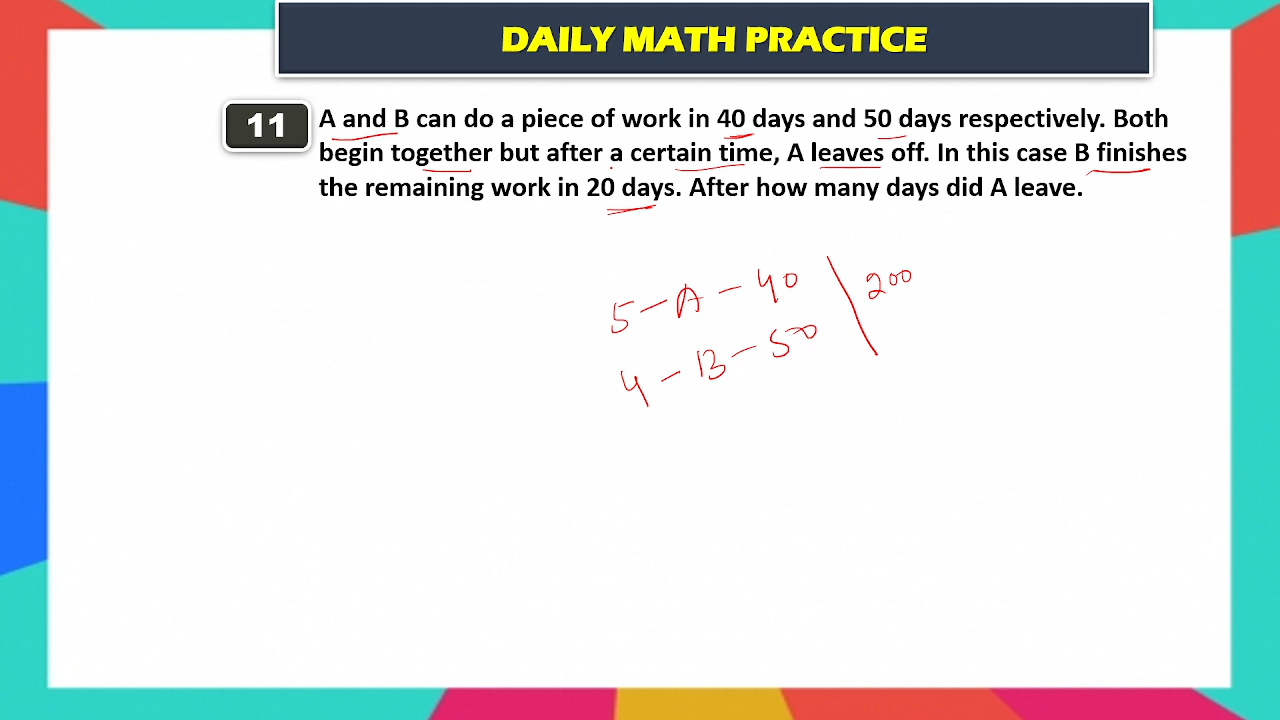 DAILY MATH PRACTICE
11
A and B can do a piece of work in 40 days and 50 days respectively. Both
begin together but after a certain time, A leaves off. In this case B finishes
the remaining work in 20 days. After how many days did A leave.
5 - A - 40
200
4 - B - 50